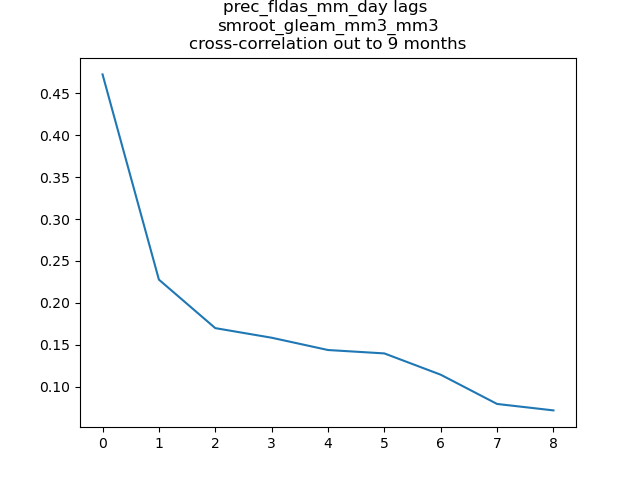 prec_fldas_mm_day lags
smroot_gleam_mm3_mm3
cross-correlation out to 9 months
0.45
0.40
0.35
0.30
0.25
0.20
0.15
0.10
0 1 2 3 4 5 6 7 8